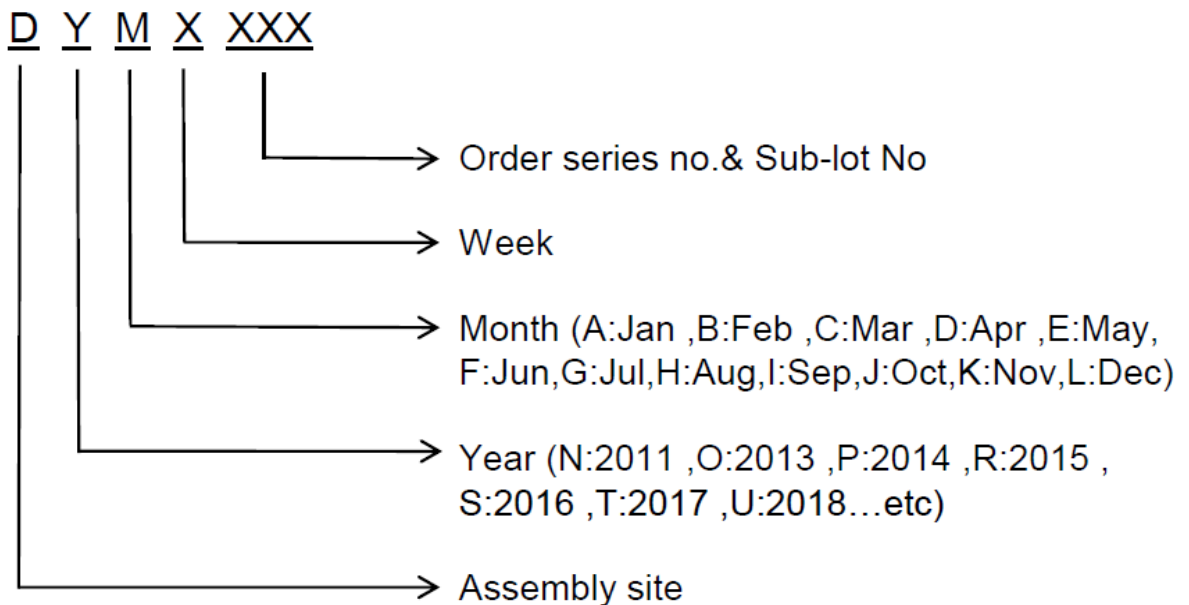 D Y M X XXX
Order series no.& Sub-lot No
Week
Month (A:Jan ,B:Feb ,C:Mar ,D:Apr ,E:May,
F:Jun,G:Jul,H:Aug,I:Sep,J:Oct,K:Nov,L:Dec)
Year (N:2011 ,O:2013 ,P:2014 ,R:2015 ,
S:2016 ,T:2017 ,U:2018...etc)
Assembly site